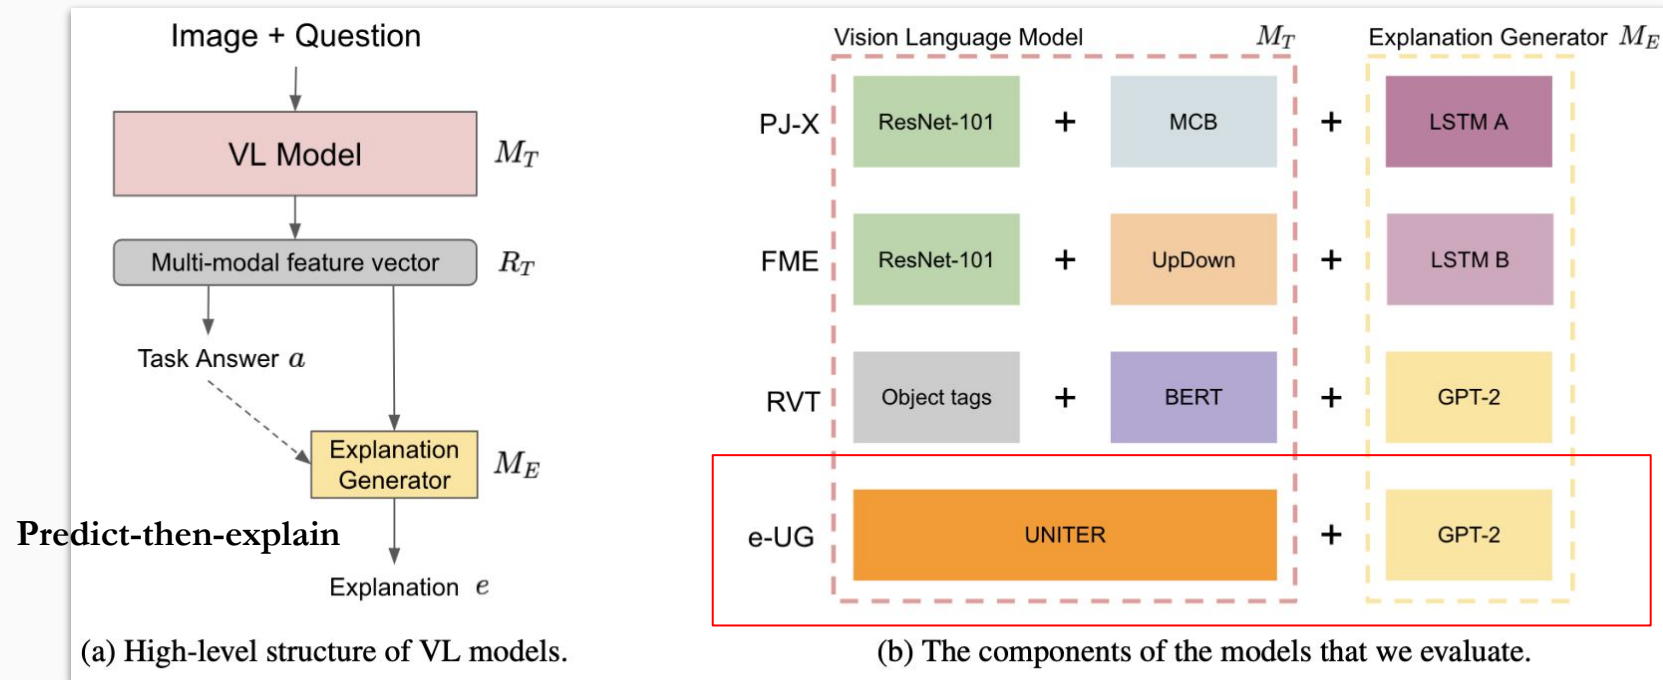 Image + Question
VL Model
M_T
Multi-modal feature vector
R_T
Task Answer a
Explanation
Generator
M_E
Predict-then-explain
Explanation e
(a) High-level structure of VL models.
Vision Language Model M_T
Explanation Generator M_E
PJ-X
ResNet-101 + MCB + LSTM A
FME
ResNet-101 + UpDown + LSTM B
RVT
Object tags + BERT + GPT-2
e-UG
UNITER + GPT-2
(b) The components of the models that we evaluate.